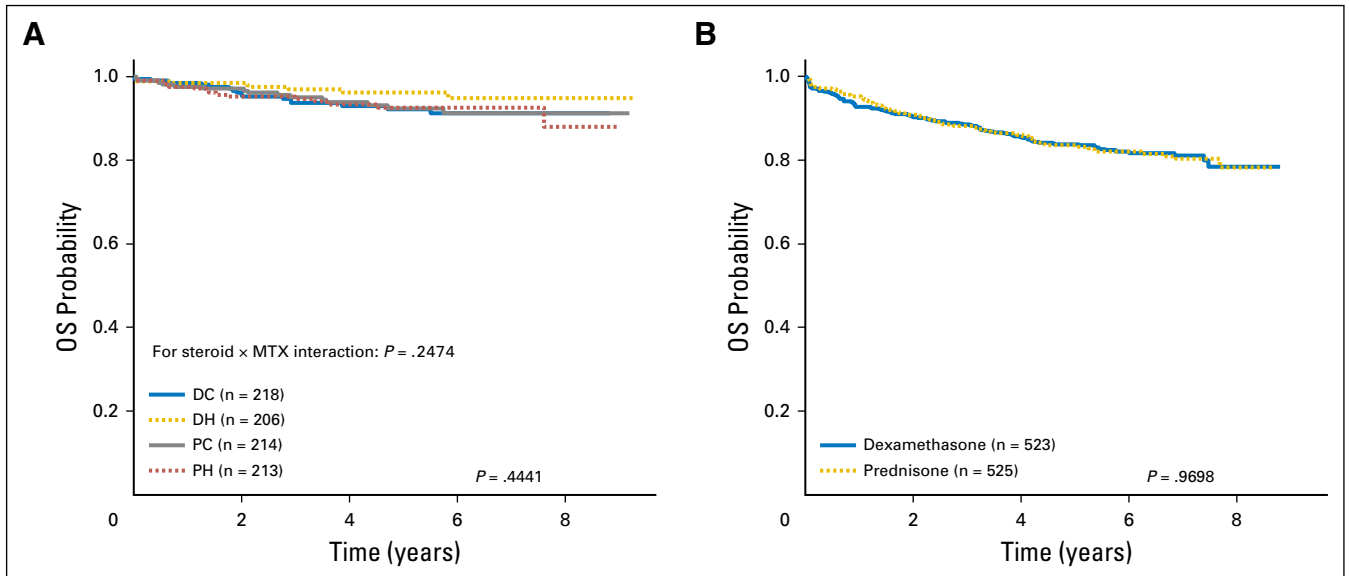 A
1.0
0.8
0.6
0.4
0.2
0
2
4
6
8
OS Probability
Time (years)
For steroid × MTX interaction: P = .2474
DC (n = 218)
DH (n = 206)
PC (n = 214)
PH (n = 213)
P = .4441
B
1.0
0.8
0.6
0.4
0.2
0
2
4
6
8
OS Probability
Time (years)
Dexamethasone (n = 523)
Prednisone (n = 525)
P = .9698